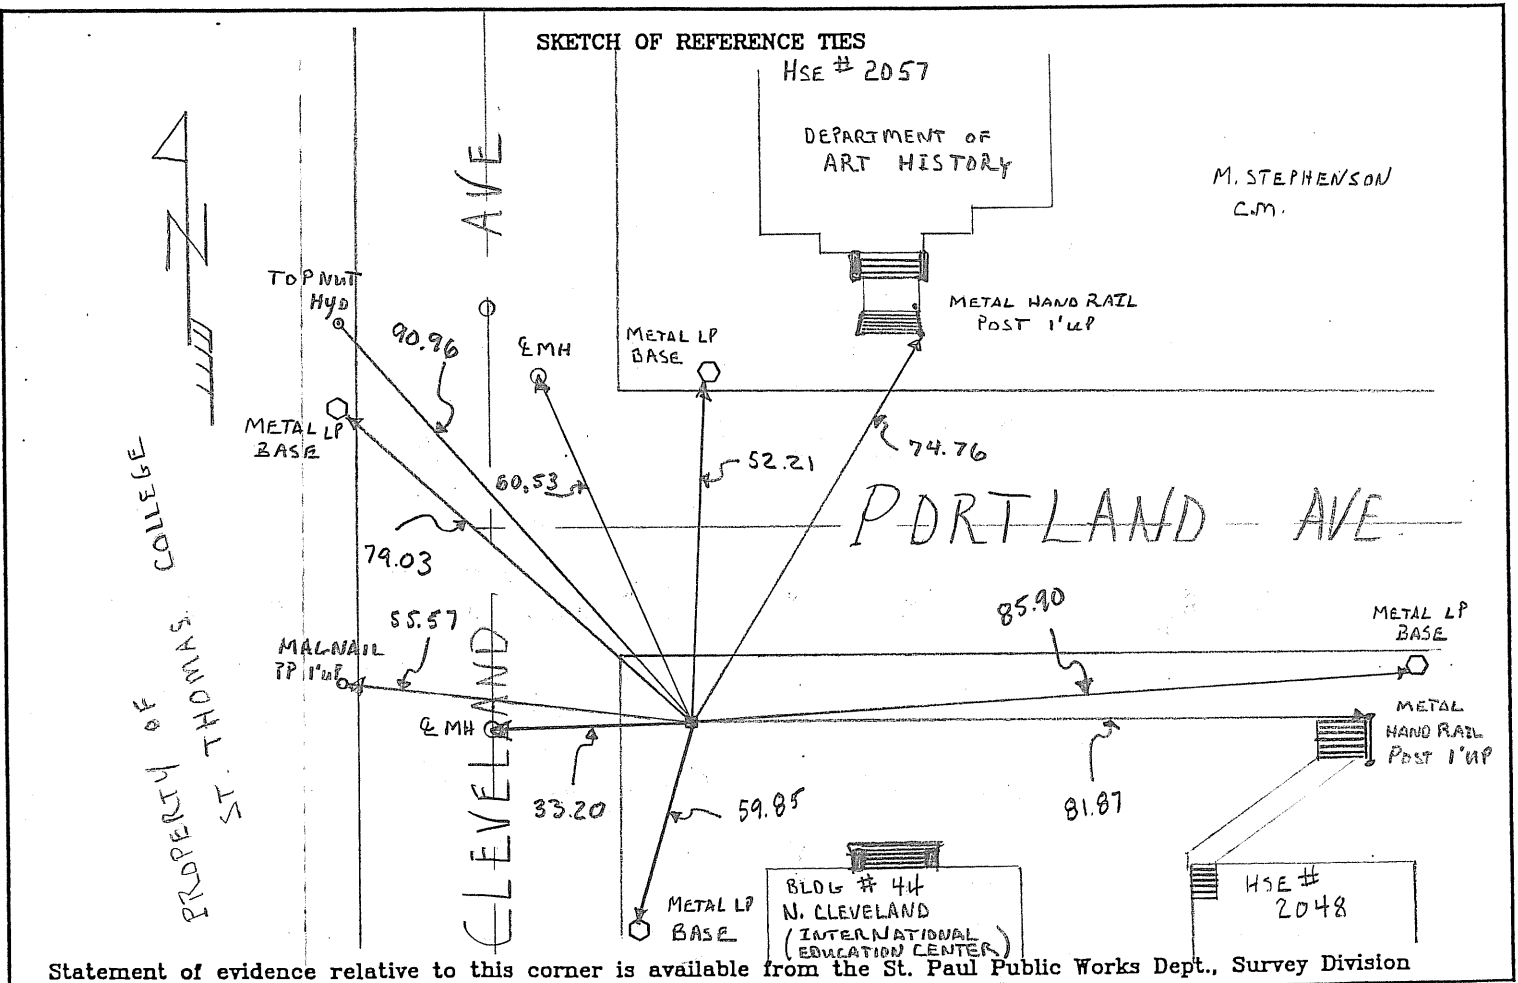 SKETCH OF REFERENCE TIES
HSE # 2057
DEPARTMENT OF
ART HISTORY
M. STEPHENSON
C.M.
N
AVE
TOP NUT
HYD
90.96
℄ MH
METAL LP
BASE
METAL HAND RAIL
POST 1'UP
METAL LP
BASE
60.53
52.21
74.76
PORTLAND AVE
79.03
55.57
85.90
METAL LP
BASE
MAGNAIL
PP 1'UP
℄ MH
METAL
HAND RAIL
POST 1'UP
33.20
59.85
81.87
CLEVELAND
PROPERTY OF
ST. THOMAS COLLEGE
METAL LP
BASE
BLDG # 44
N. CLEVELAND
(INTERNATIONAL
EDUCATION CENTER)
HSE #
2048
Statement of evidence relative to this corner is available from the St. Paul Public Works Dept., Survey Division